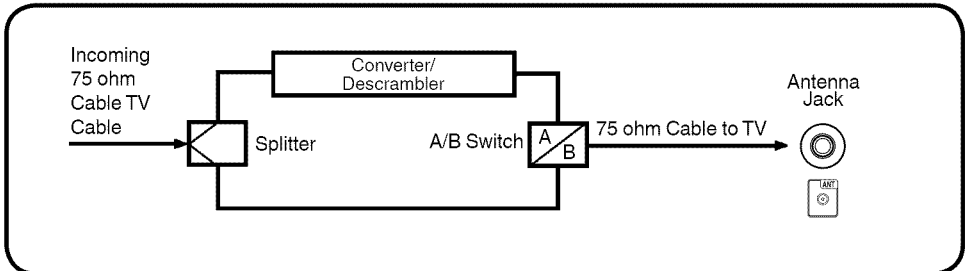 Incoming
75 ohm
Cable TV
Cable
Converter/
Descrambler
Splitter
A/B Switch
A
B
75 ohm Cable to TV
Antenna
Jack
ANT